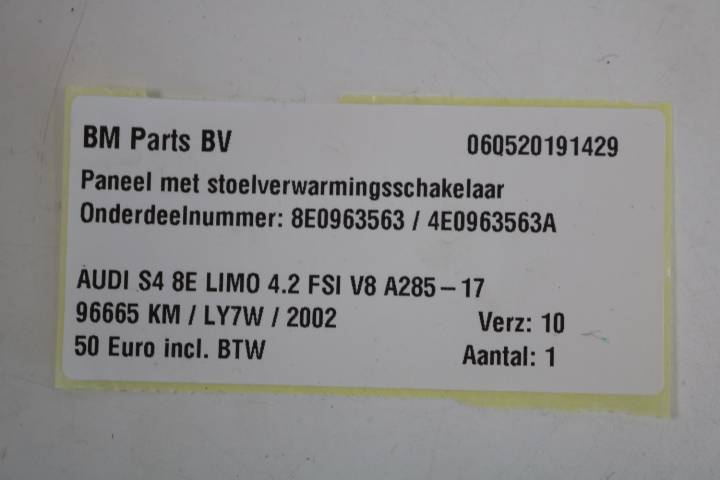 BM Parts BV 06Q520191429
Paneel met stoelverwarmingsschakelaar
Onderdeelnummer: 8E0963563 / 4E0963563A
AUDI S4 8E LIMO 4.2 FSI V8 A285-17
96665 KM / LY7W / 2002 Verz: 10
50 Euro incl. BTW Aantal: 1